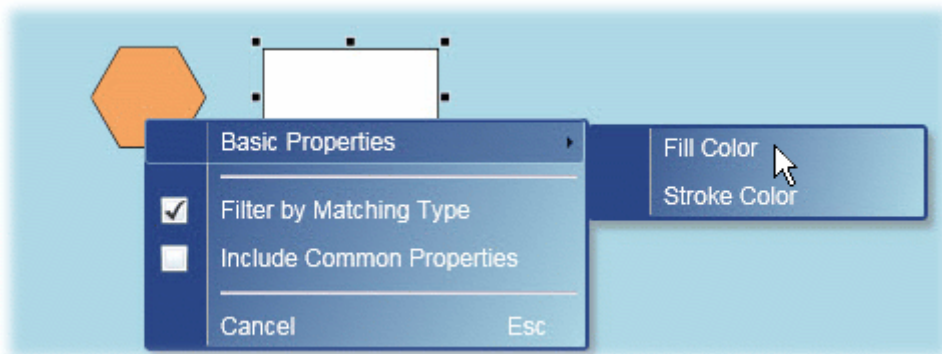 Basic Properties
Fill Color
Stroke Color
Filter by Matching Type
Include Common Properties
Cancel Esc